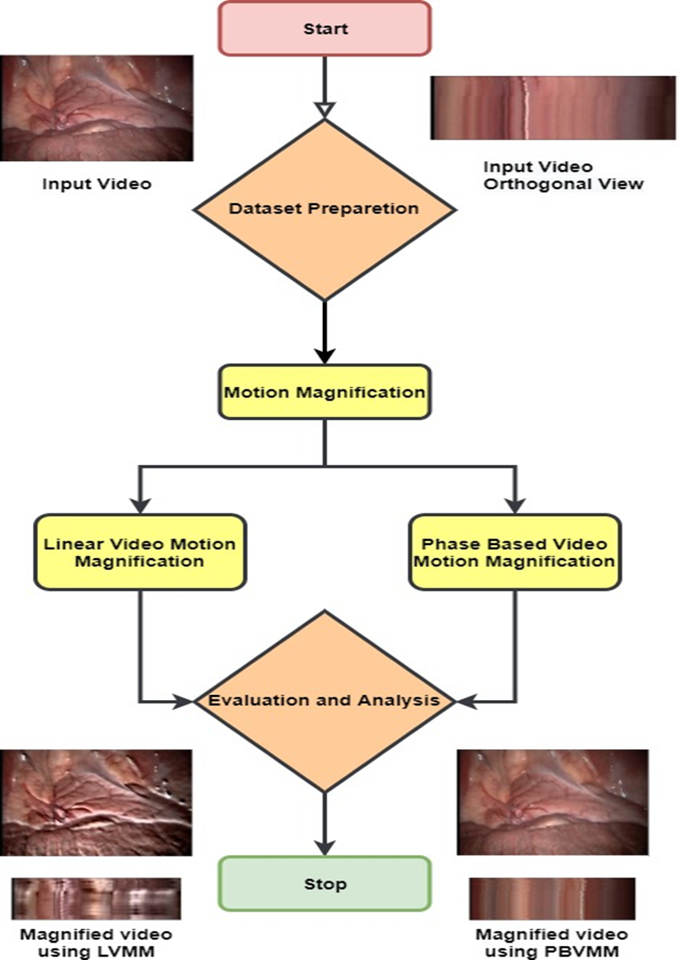 Start
Input Video
Input Video
Orthogonal View
Dataset Preparetion
Motion Magnification
Linear Video Motion
Magnification
Phase Based Video
Motion Magnification
Evaluation and Analysis
Stop
Magnified video
using LVMM
Magnified video
using PBVMM